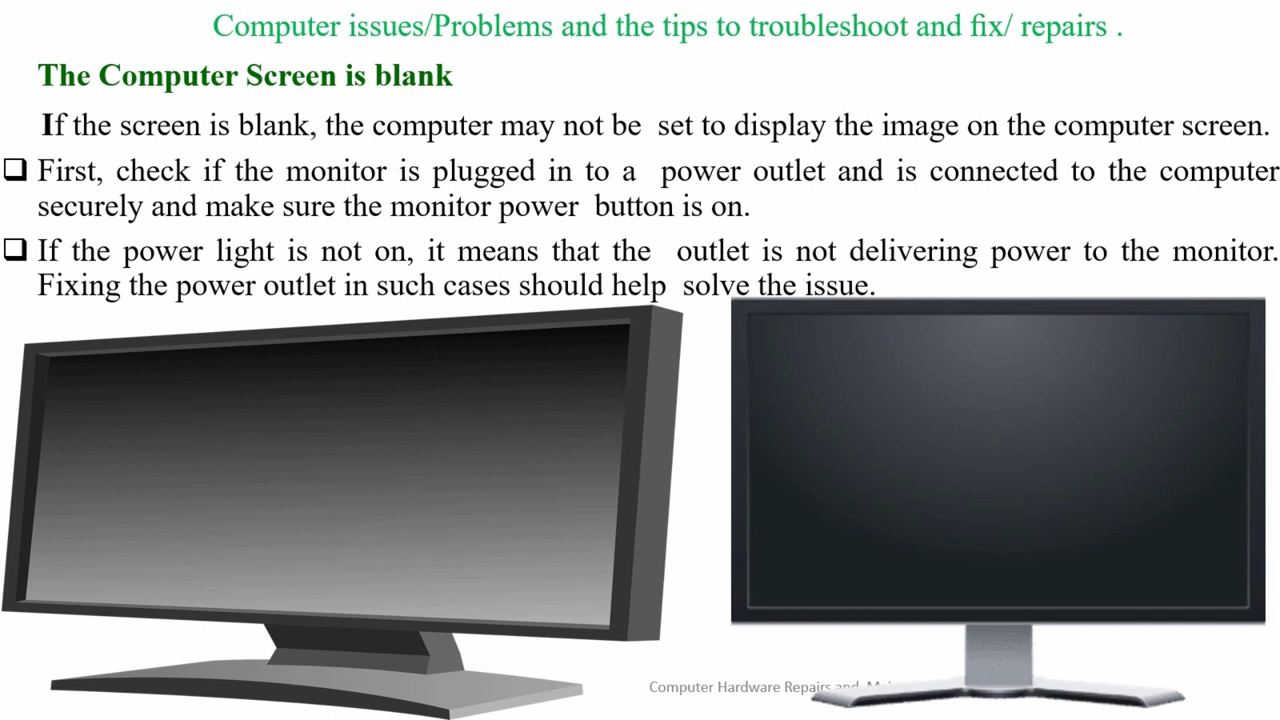 Computer issues/Problems and the tips to troubleshoot and fix/ repairs .
The Computer Screen is blank
If the screen is blank, the computer may not be set to display the image on the computer screen.
First, check if the monitor is plugged in to a power outlet and is connected to the computer
securely and make sure the monitor power button is on.
If the power light is not on, it means that the outlet is not delivering power to the monitor.
Fixing the power outlet in such cases should help solve the issue.
Computer Hardware Repairs and